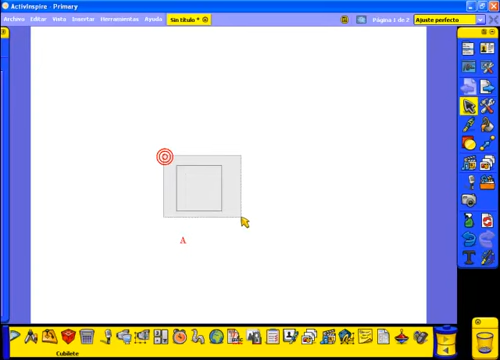 ActivInspire - Primary
Archivo Editar Vista Insertar Herramientas Ayuda Sin título * Página 1 de 2 Ajuste perfecto
A
Cubilete